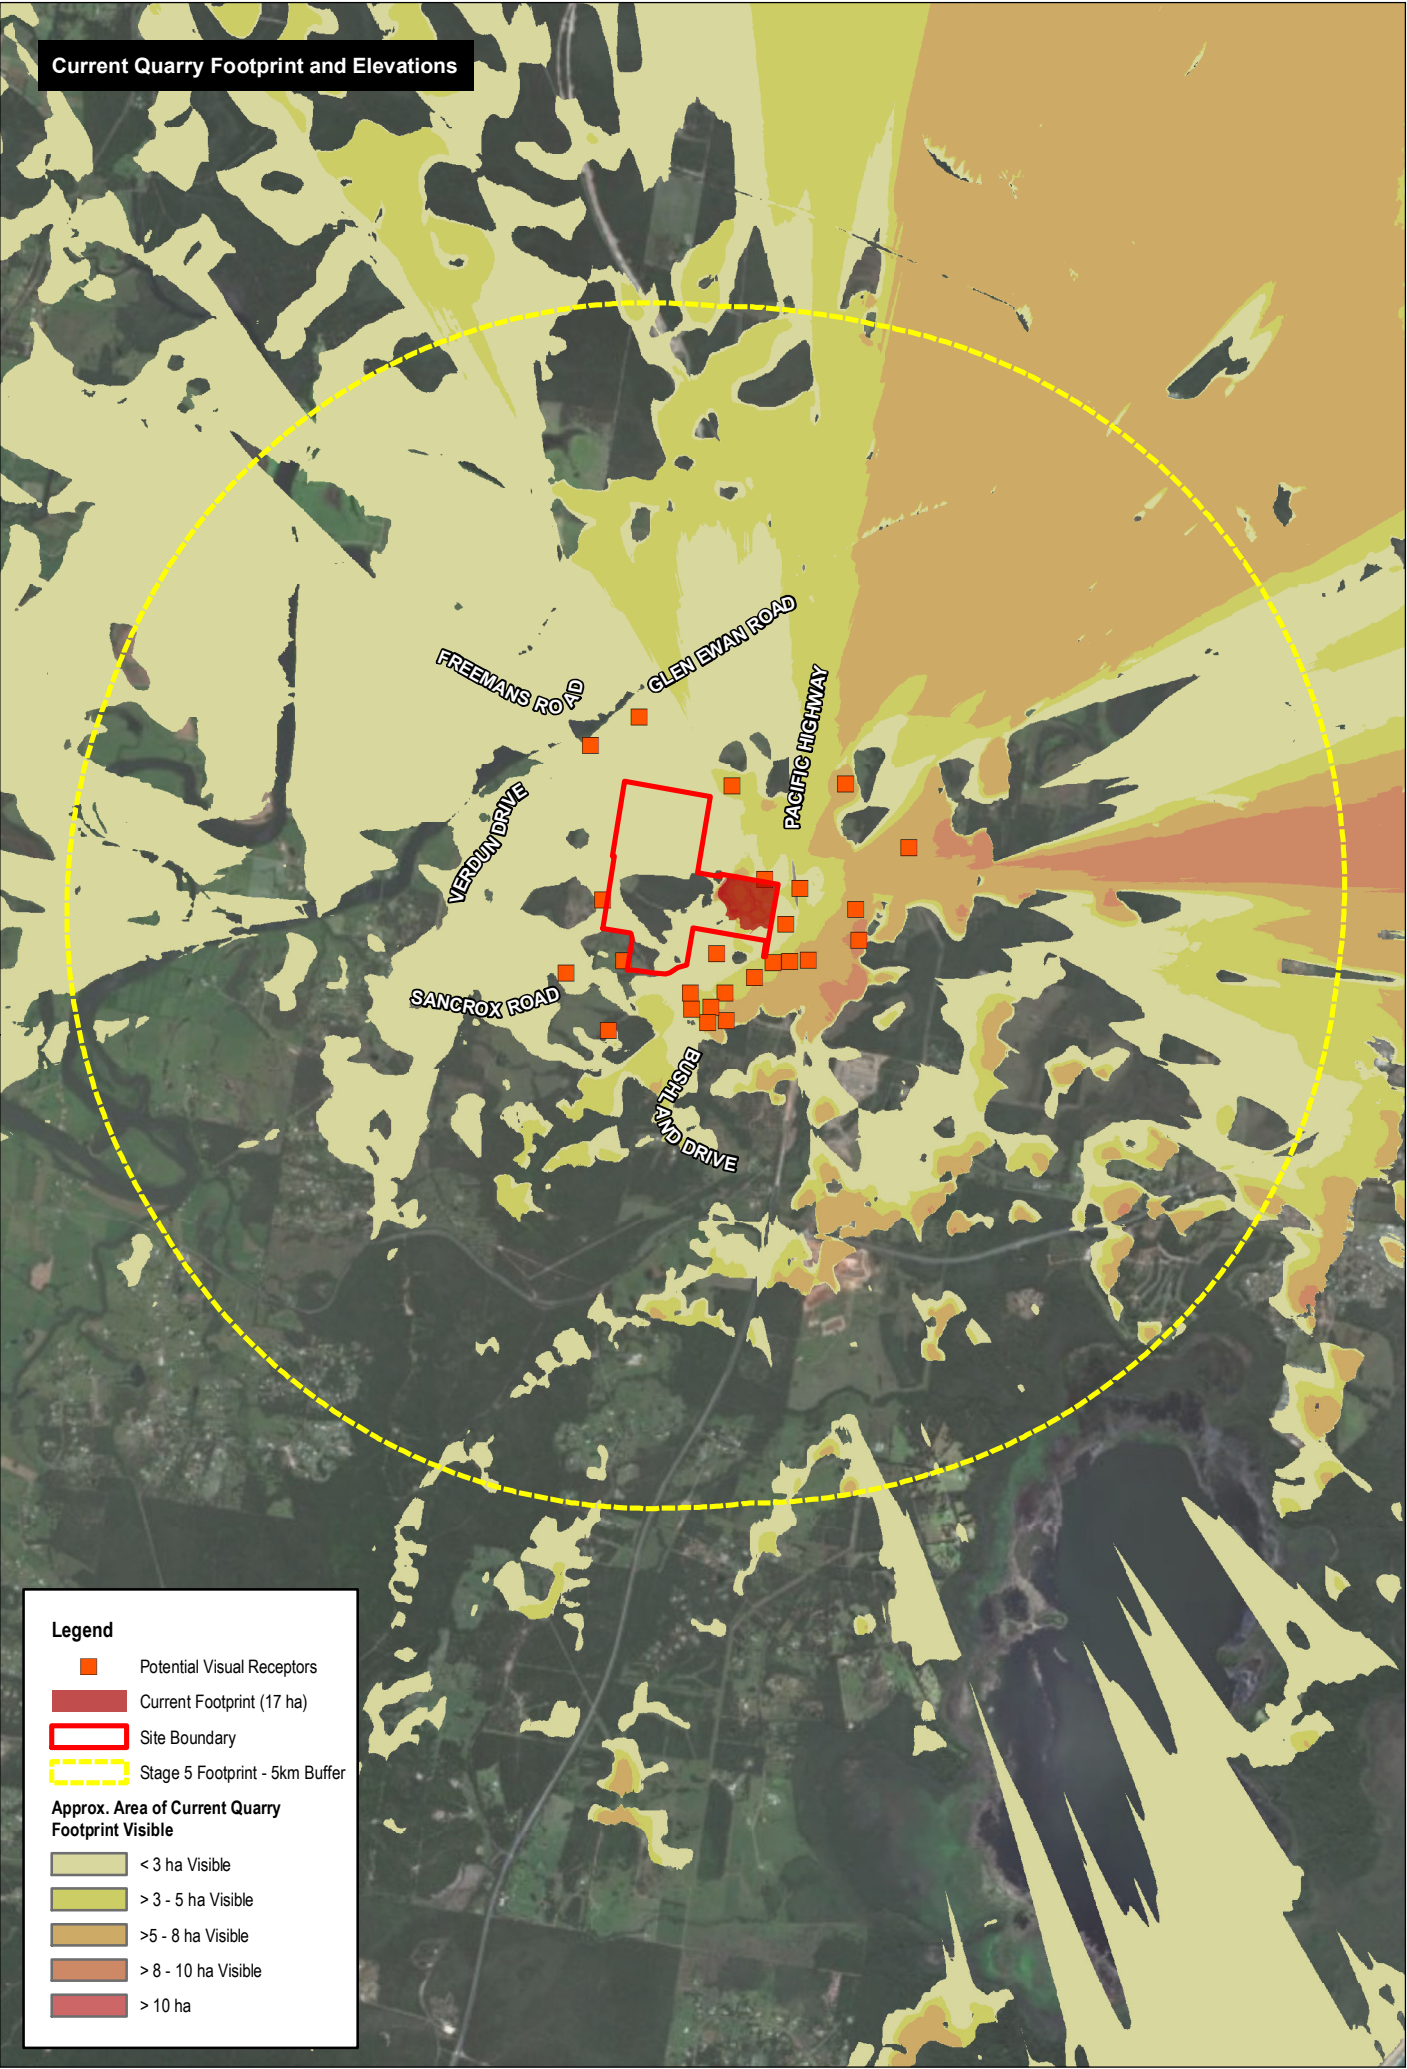 Current Quarry Footprint and Elevations
GLEN EWAN ROAD
FREEMANS ROAD
PACIFIC HIGHWAY
VERDUN DRIVE
SANCROX ROAD
BUSHLAND DRIVE
Legend
Potential Visual Receptors
Current Footprint (17 ha)
Site Boundary
Stage 5 Footprint - 5km Buffer
Approx. Area of Current Quarry
Footprint Visible
< 3 ha Visible
> 3 - 5 ha Visible
>5 - 8 ha Visible
> 8 - 10 ha Visible
> 10 ha